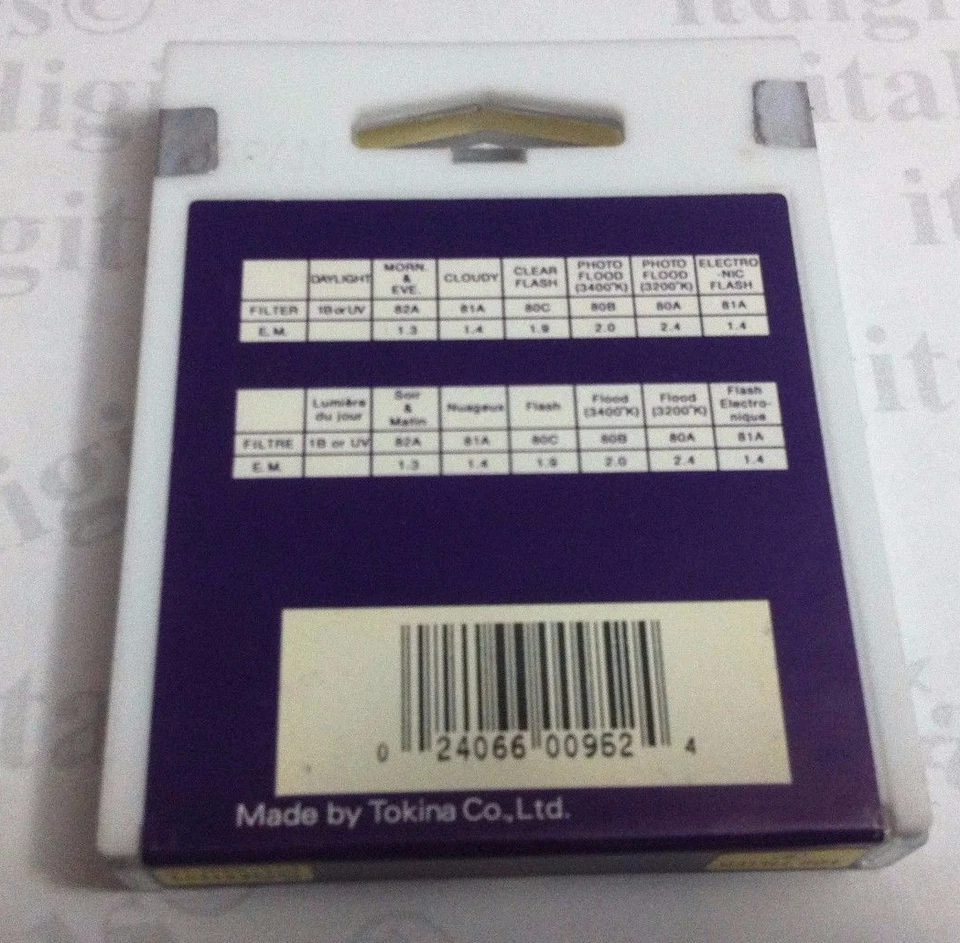 DAYLIGHT MORN. & EVE. CLOUDY CLEAR FLASH PHOTO FLOOD (3400°K) PHOTO FLOOD (3200°K) ELECTRO-NIC FLASH
FILTER 1B or UV 82A 81A 80C 80B 80A 81A
E.M. 1.3 1.4 1.9 2.0 2.4 1.4
Lumière du jour Soir & Matin Nuageux Flash Flood (3400°K) Flood (3200°K) Flash Electro-nique
FILTRE 1B or UV 82A 81A 80C 80B 80A 81A
E.M. 1.3 1.4 1.9 2.0 2.4 1.4
0 24066 00962 4
Made by Tokina Co.,Ltd.